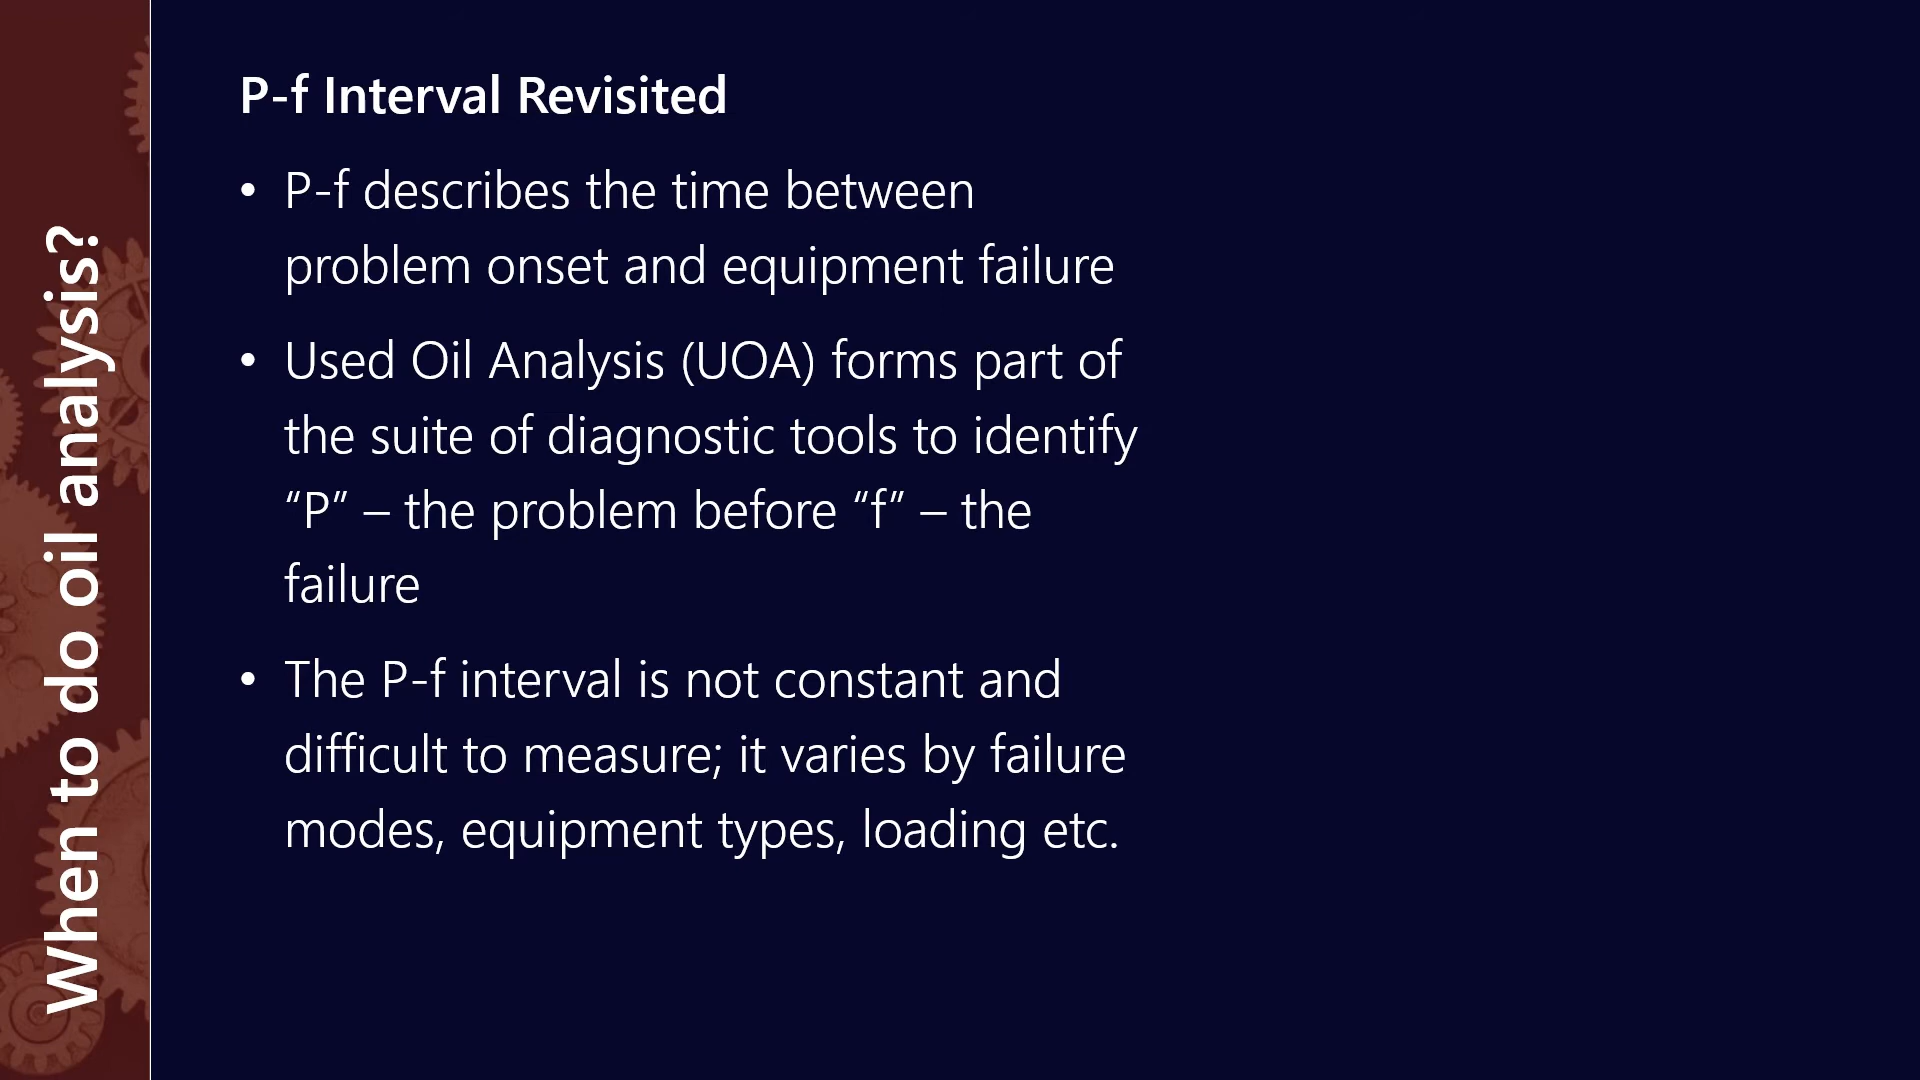 When to do oil analysis?
P-f Interval Revisited
• P-f describes the time between
problem onset and equipment failure
• Used Oil Analysis (UOA) forms part of
the suite of diagnostic tools to identify
“P” – the problem before “f” – the
failure
• The P-f interval is not constant and
difficult to measure; it varies by failure
modes, equipment types, loading etc.